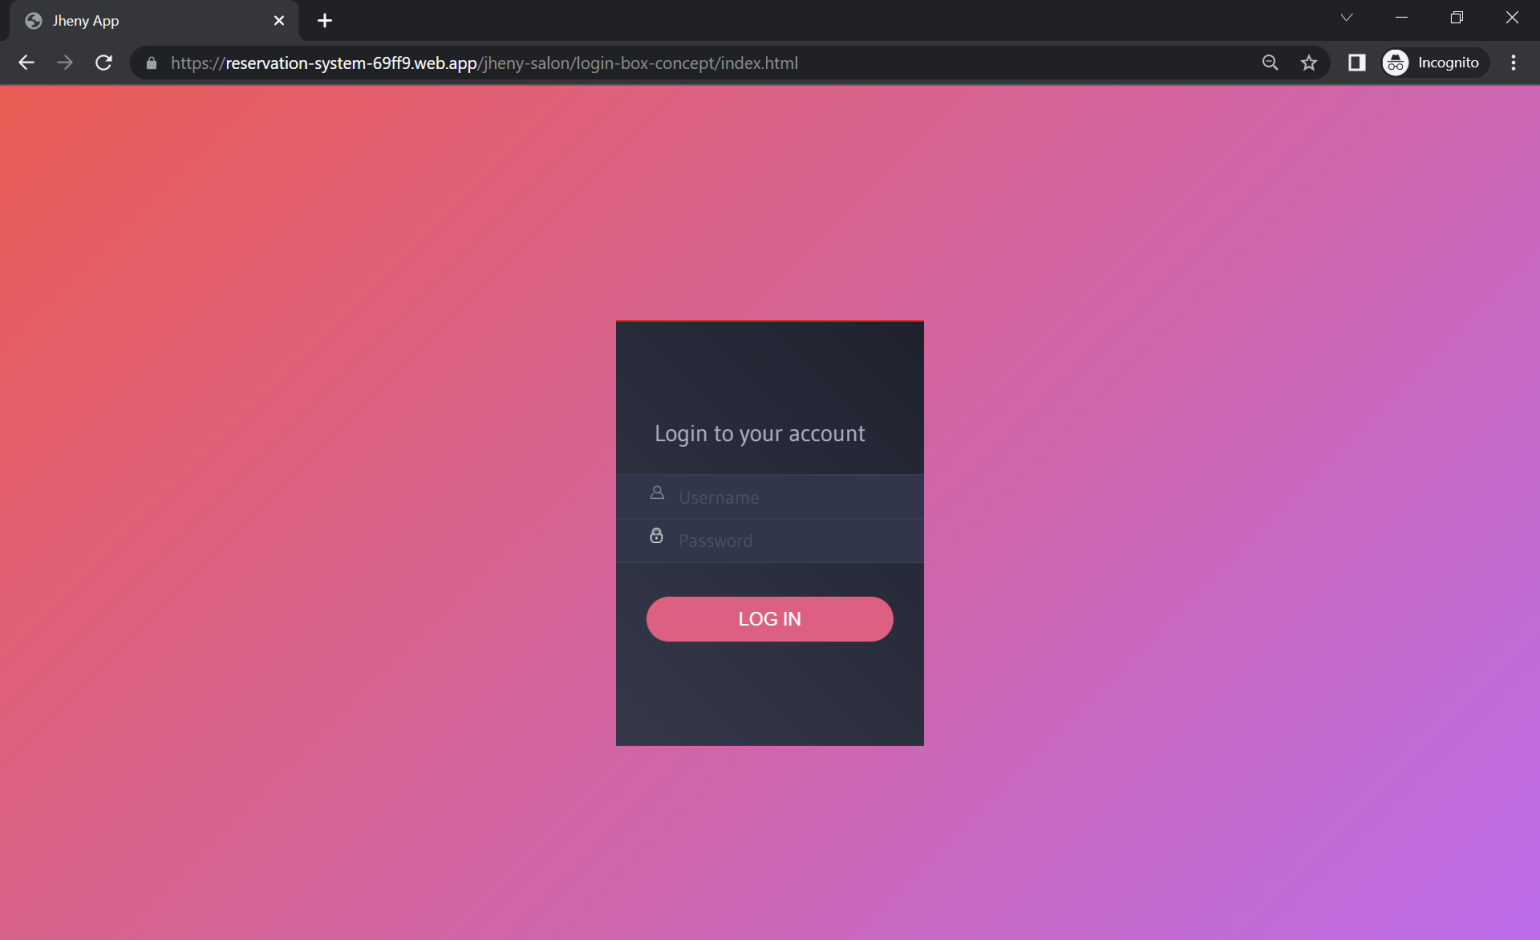 Jheny App
https://reservation-system-69ff9.web.app/jheny-salon/login-box-concept/index.html
Incognito
Login to your account
Username
Password
LOG IN